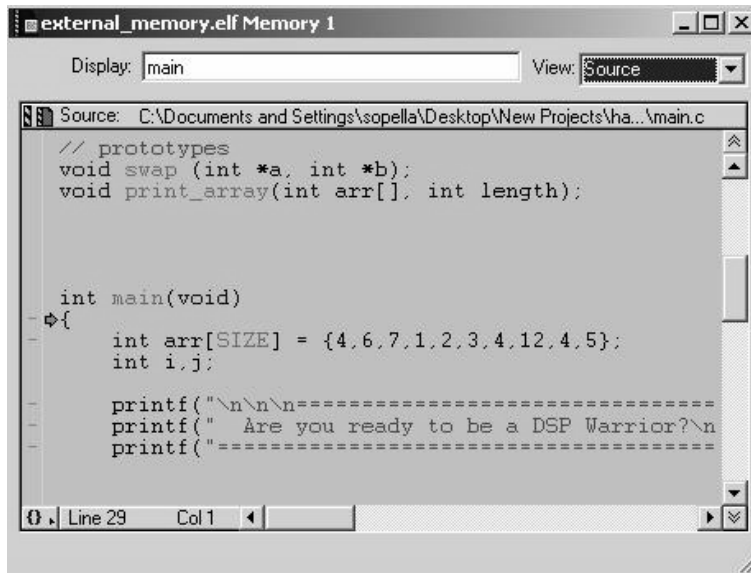 external_memory.elf Memory 1
Display: main View: Source
Source: C:\Documents and Settings\sopella\Desktop\New Projects\ha...\main.c
// prototypes
void swap (int *a, int *b);
void print_array(int arr[], int length);
int main(void)
{
int arr[SIZE] = {4,6,7,1,2,3,4,12,4,5};
int i,j;
printf("\n\n\n==================================
printf("  Are you ready to be a DSP Warrior?\n
printf("========================================
{} Line 29 Col 1